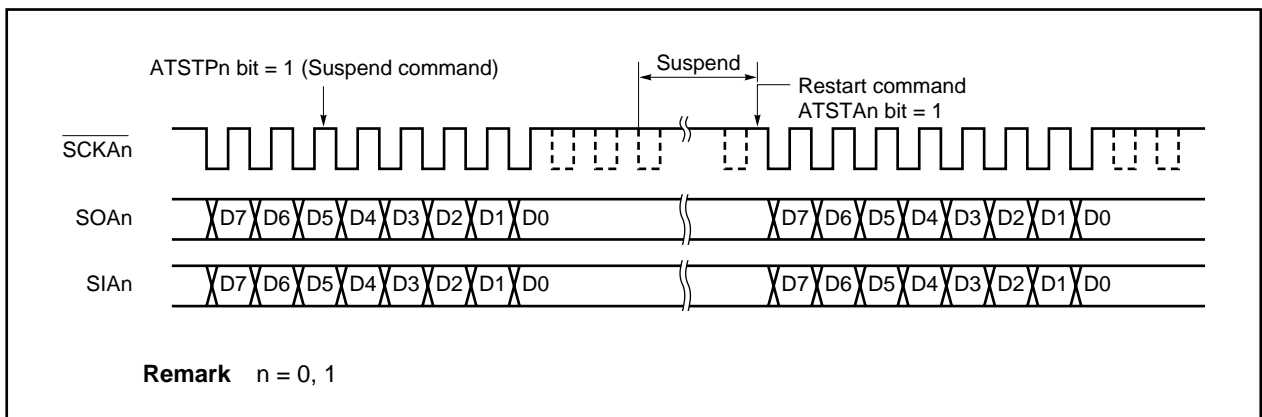 ATSTPn bit = 1 (Suspend command)
Suspend
Restart command
ATSTAn bit = 1
SCKAn
SOAn D7 D6 D5 D4 D3 D2 D1 D0 D7 D6 D5 D4 D3 D2 D1 D0
SIAn D7 D6 D5 D4 D3 D2 D1 D0 D7 D6 D5 D4 D3 D2 D1 D0
Remark n = 0, 1